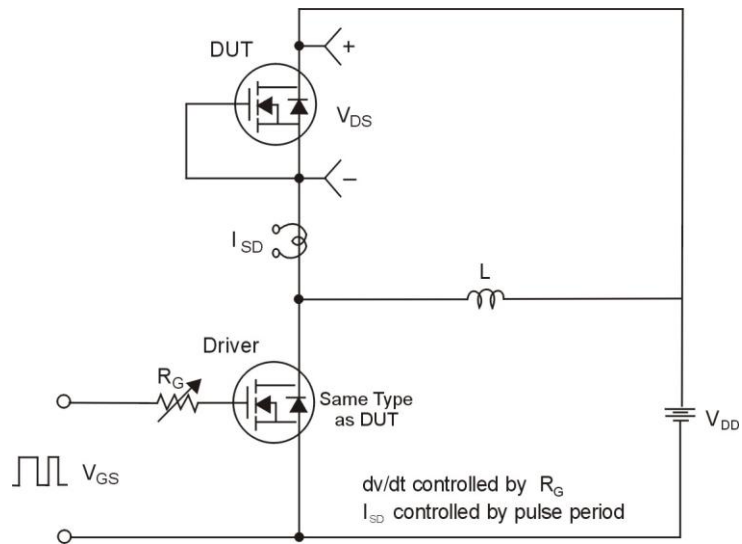 DUT
+
V_DS
−
I_SD
L
Driver
R_G
Same Type
as DUT
V_DD
V_GS
dv/dt controlled by R_G
I_SD controlled by pulse period